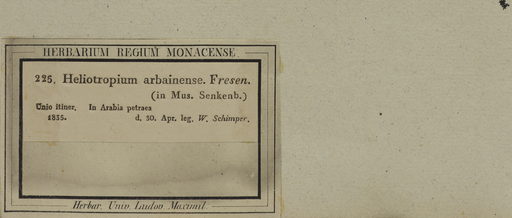 HERBARIUM REGIUM MONACENSE
226. Heliotropium arbainense. Fresen.
(in Mus. Senkenb.)
Unio itiner. In Arabia petraea
1835. d. 30. Apr. leg. W. Schimper.
Herbar. Univ. Ludov. Maximil.